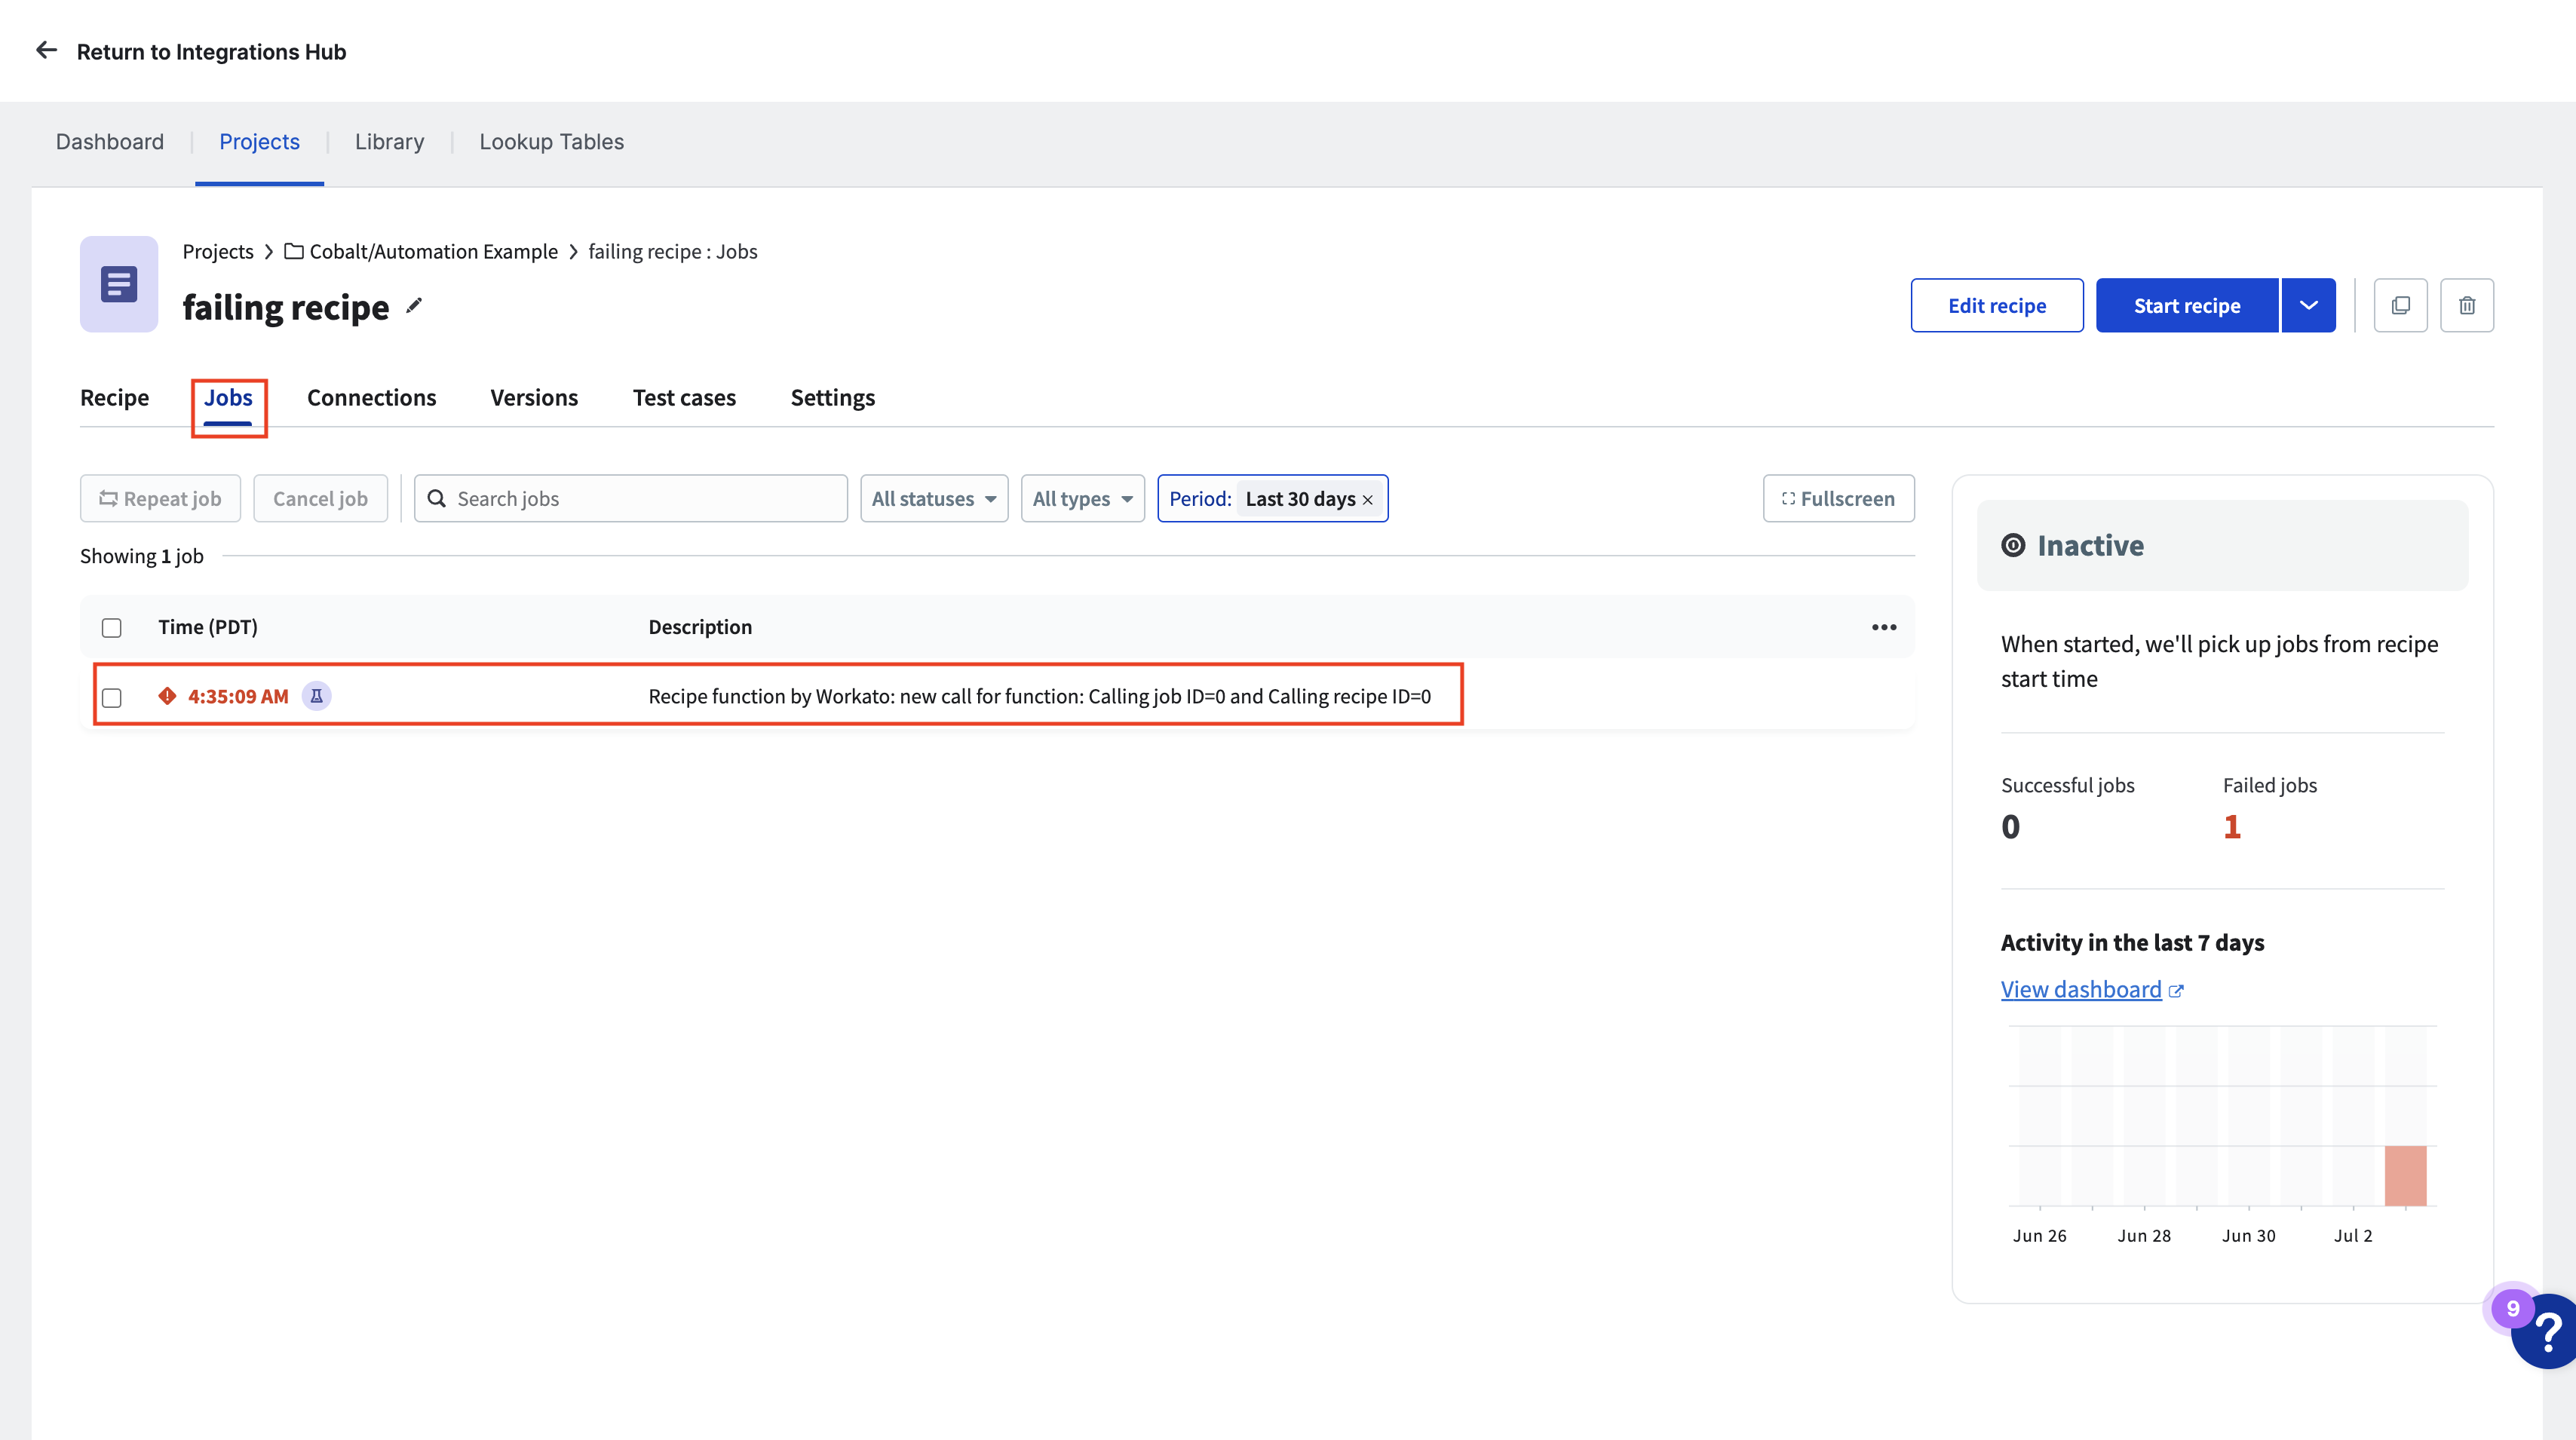 Return to Integrations Hub
Dashboard
Projects
Library
Lookup Tables
Projects
Cobalt/Automation Example
failing recipe : Jobs
failing recipe
Edit recipe
Start recipe
Recipe
Jobs
Connections
Versions
Test cases
Settings
Repeat job
Cancel job
Search jobs
All statuses
All types
Period: Last 30 days ×
Fullscreen
Showing 1 job
Time (PDT)
Description
4:35:09 AM
Recipe function by Workato: new call for function: Calling job ID=0 and Calling recipe ID=0
Inactive
When started, we'll pick up jobs from recipe
start time
Successful jobs
0
Failed jobs
1
Activity in the last 7 days
View dashboard
Jun 26
Jun 28
Jun 30
Jul 2
9
?